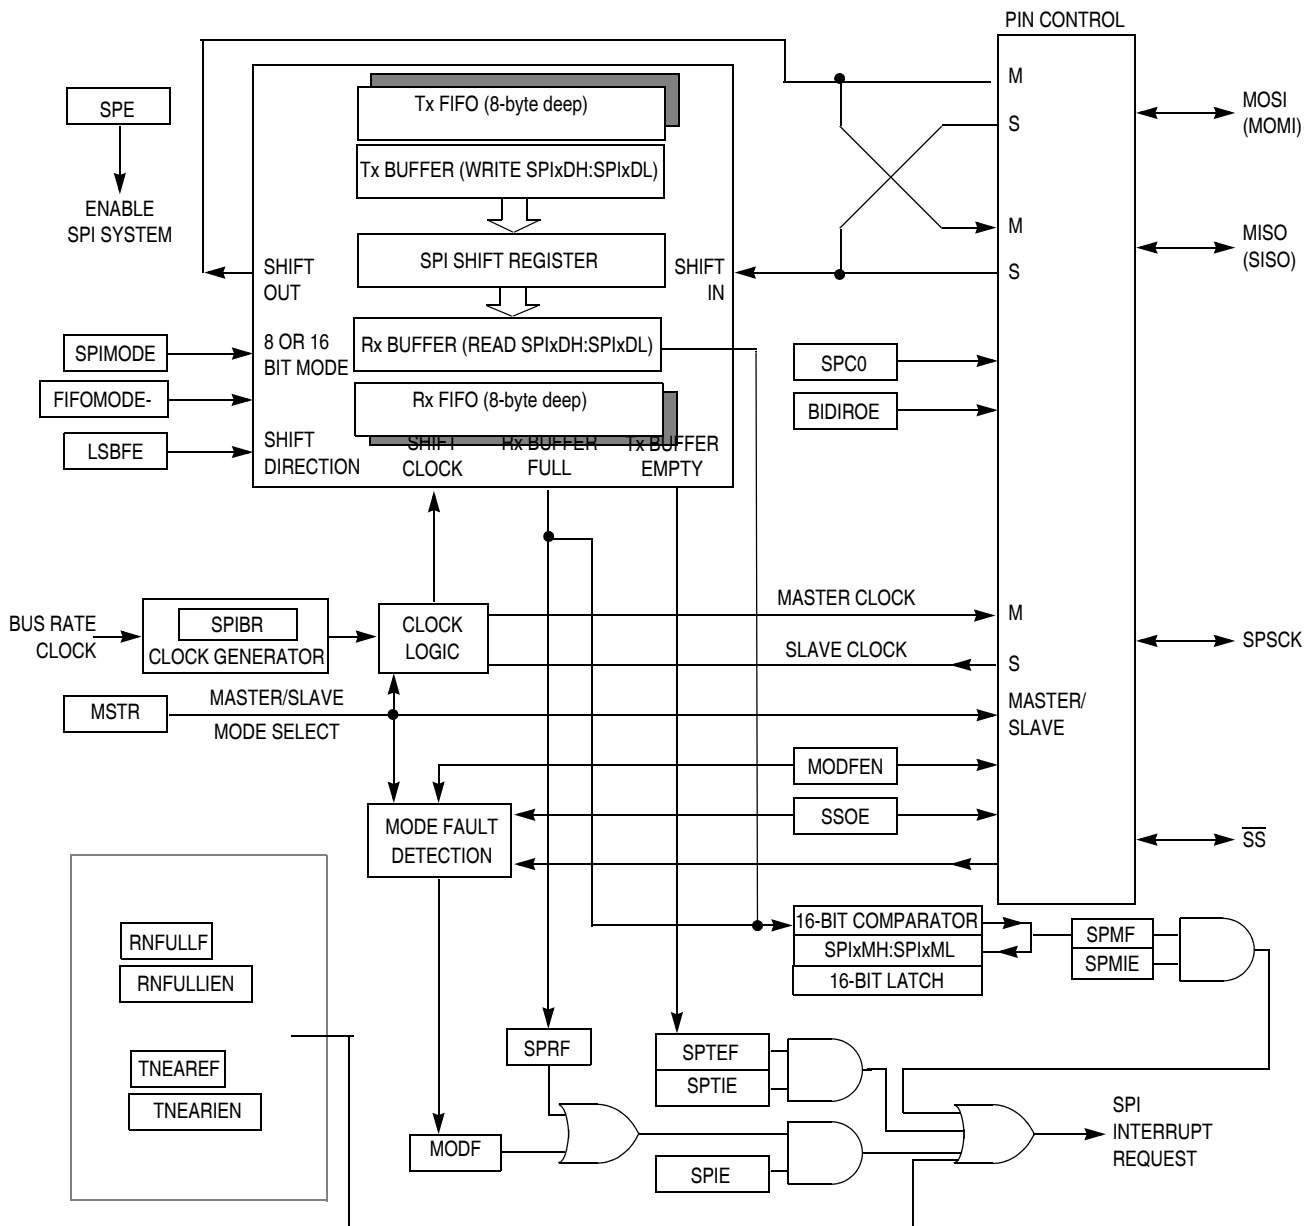 PIN CONTROL
SPE
ENABLE
SPI SYSTEM
Tx FIFO (8-byte deep)
Tx BUFFER (WRITE SPIxDH:SPIxDL)
SPI SHIFT REGISTER
SHIFT
OUT
SHIFT
IN
Rx BUFFER (READ SPIxDH:SPIxDL)
8 OR 16
BIT MODE
Rx FIFO (8-byte deep)
SHIFT
DIRECTION
SHIFT
CLOCK
Rx BUFFER
FULL
Tx BUFFER
EMPTY
SPIMODE
FIFOMODE-
LSBFE
M
S
M
S
MOSI
(MOMI)
MISO
(SISO)
SPC0
BIDIROE
BUS RATE
CLOCK
SPIBR
CLOCK GENERATOR
CLOCK
LOGIC
MASTER CLOCK
M
SLAVE CLOCK
S
SPSCK
MSTR
MASTER/SLAVE
MODE SELECT
MASTER/
SLAVE
MODFEN
SSOE
MODE FAULT
DETECTION
SS
16-BIT COMPARATOR
SPIxMH:SPIxML
16-BIT LATCH
SPMF
SPMIE
RNFULLF
RNFULLIEN
TNEAREF
TNEARIEN
SPRF
SPTEF
SPTIE
MODF
SPIE
SPI
INTERRUPT
REQUEST